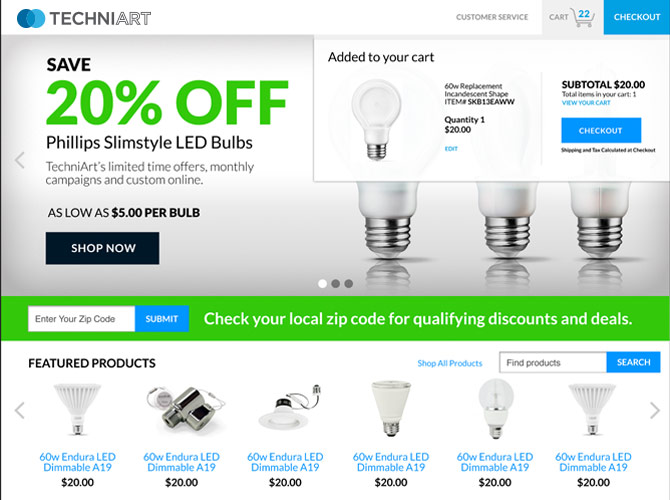 TECHNIART
CUSTOMER SERVICE
CART 22
CHECKOUT
SAVE
20% OFF
Phillips Slimstyle LED Bulbs
TechniArt's limited time offers, monthly
campaigns and custom online.
AS LOW AS $5.00 PER BULB
SHOP NOW
Added to your cart
60w Replacement
Incandescent Shape
ITEM# SKB13EAWW
Quantity 1
$20.00
EDIT
SUBTOTAL $20.00
Total items in your cart: 1
VIEW YOUR CART
CHECKOUT
Shipping and Tax Calculated at Checkout
Enter Your Zip Code
SUBMIT
Check your local zip code for qualifying discounts and deals.
FEATURED PRODUCTS
Shop All Products
Find products
SEARCH
60w Endura LED
Dimmable A19
$20.00
60w Endura LED
Dimmable A19
$20.00
60w Endura LED
Dimmable A19
$20.00
60w Endura LED
Dimmable A19
$20.00
60w Endura LED
Dimmable A19
$20.00
60w Endura LED
Dimmable A19
$20.00